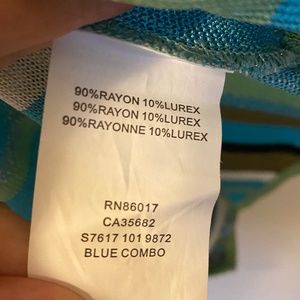 90%RAYON 10%LUREX
90%RAYON 10%LUREX
90%RAYONNE 10%LUREX
RN86017
CA35682
S7617 101 9872
BLUE COMBO